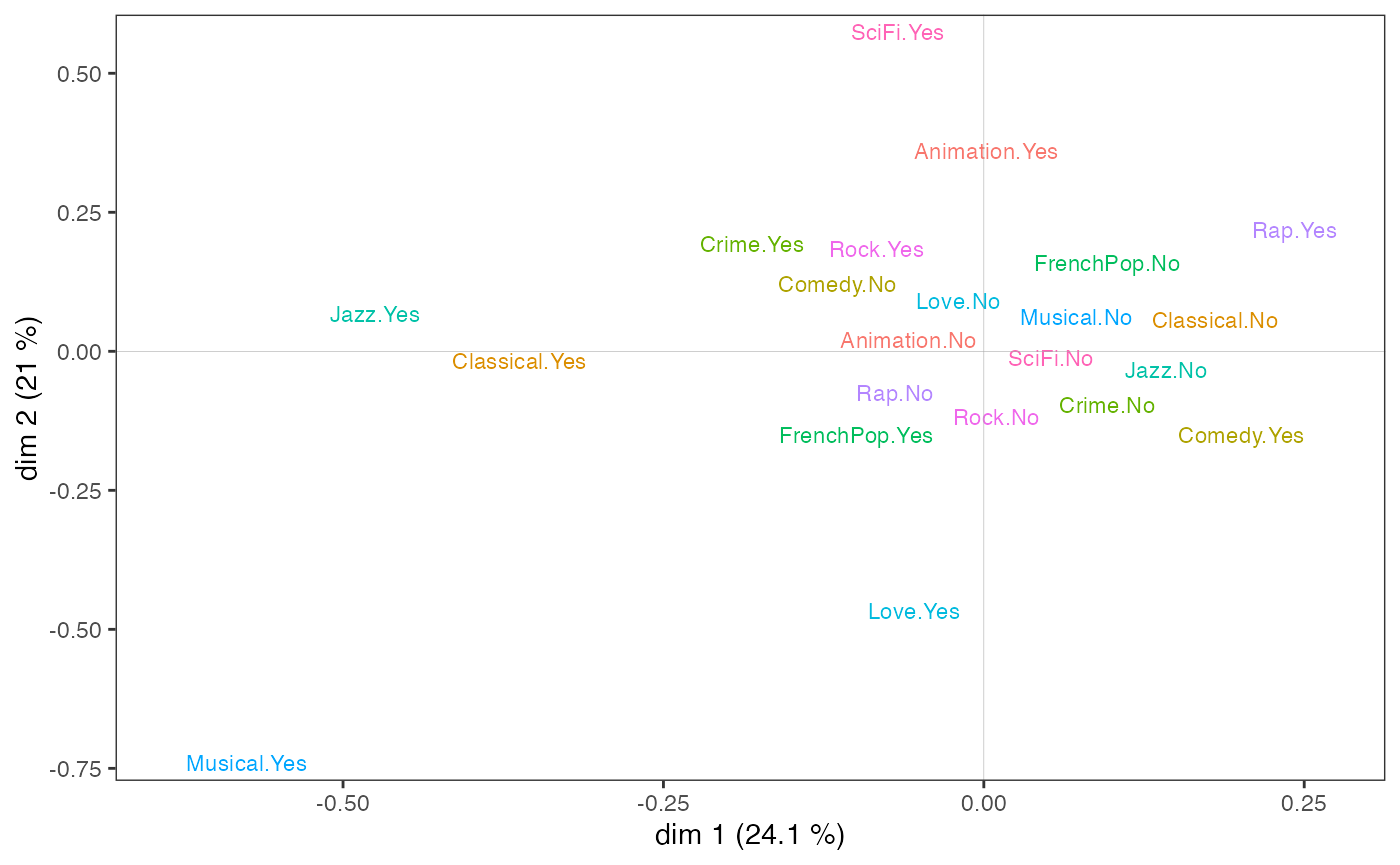 SciFi.Yes
0.50
Animation.Yes
0.25
Rap.Yes
Crime.Yes
Rock.Yes
FrenchPop.No
Comedy.No
Love.No
Jazz.Yes
Musical.No
Classical.No
Animation.No
0.00
Classical.Yes
SciFi.No
Jazz.No
Rap.No
Crime.No
Rock.No
FrenchPop.Yes
Comedy.Yes
-0.25
Love.Yes
-0.50
Musical.Yes
-0.75
dim 2 (21 %)
-0.50
-0.25
0.00
0.25
dim 1 (24.1 %)